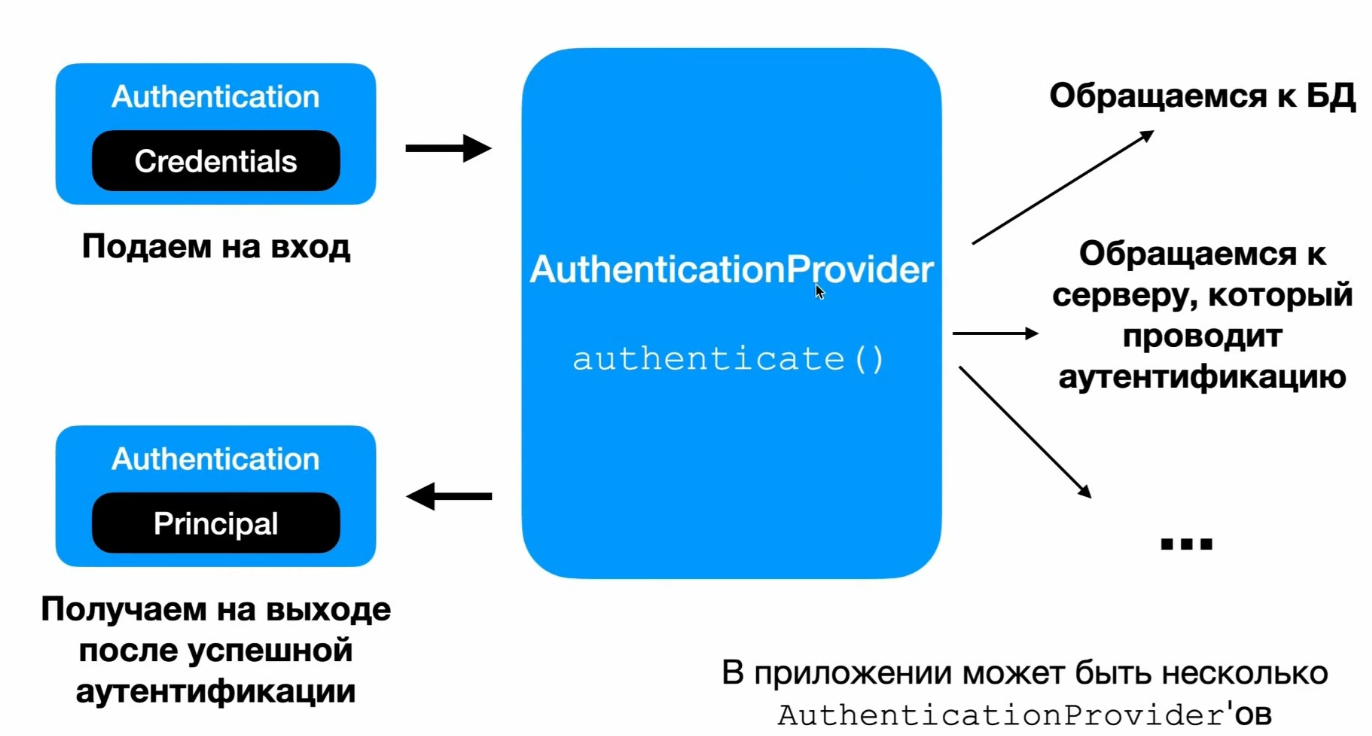 Authentication
Credentials
Подаем на вход
AuthenticationProvider
authenticate()
Обращаемся к БД
Обращаемся к
серверу, который
проводит
аутентификацию
...
Authentication
Principal
Получаем на выходе
после успешной
аутентификации
В приложении может быть несколько
AuthenticationProvider'ов